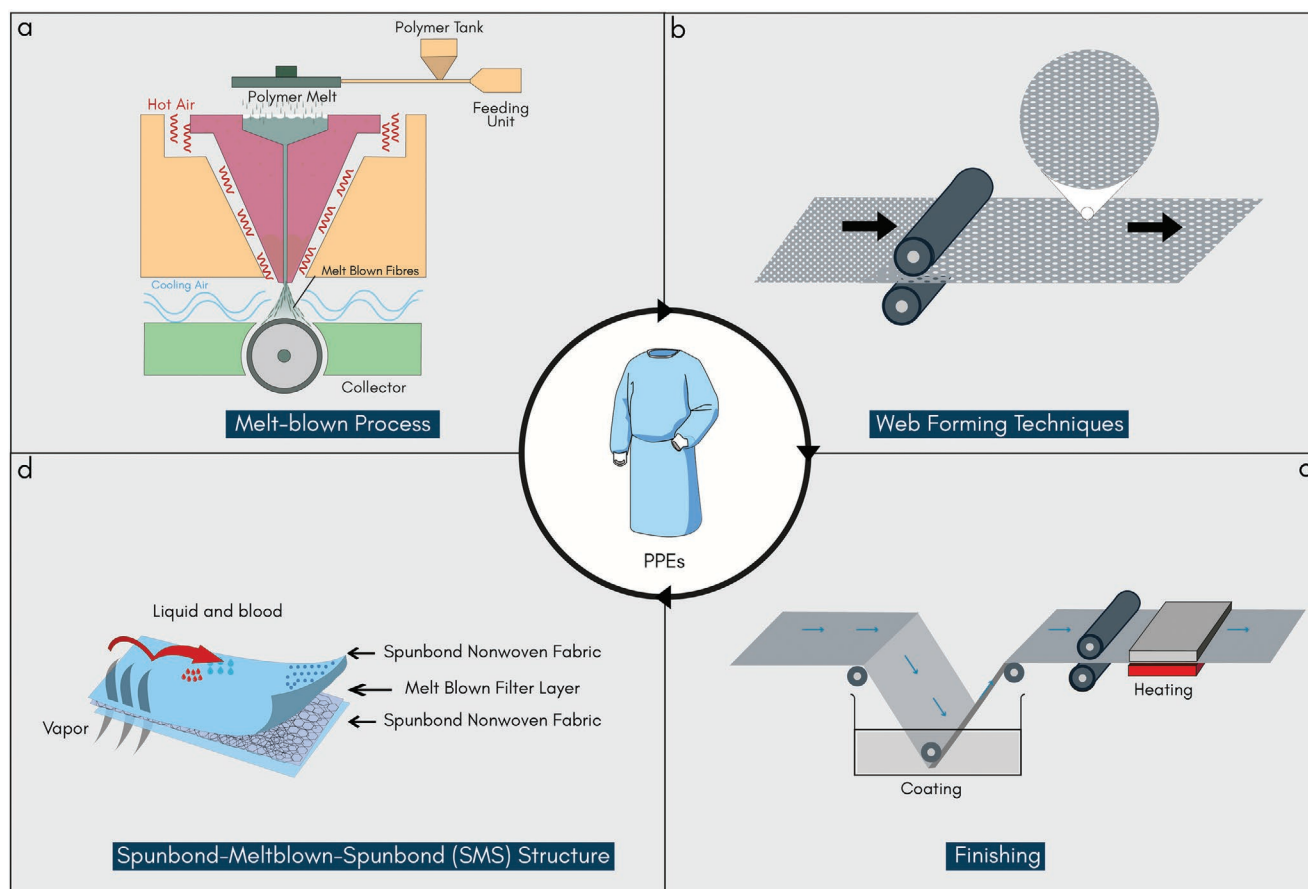 a
Polymer Tank
Polymer Melt
Hot Air
Feeding
Unit
Melt Blown Fibres
Cooling Air
Collector
Melt-blown Process
b
Web Forming Techniques
PPEs
d
Liquid and blood
Spunbond Nonwoven Fabric
Melt Blown Filter Layer
Spunbond Nonwoven Fabric
Vapor
Spunbond-Meltblown-Spunbond (SMS) Structure
Heating
Coating
Finishing